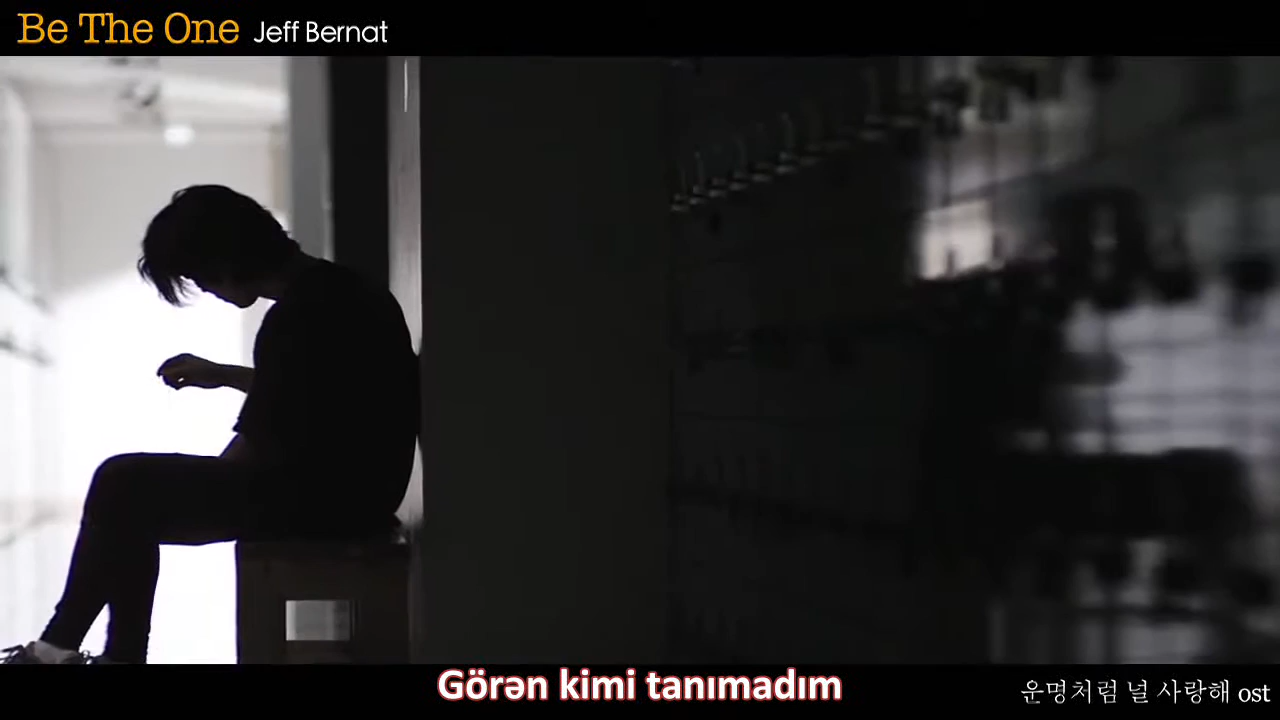 Be The One Jeff Bernat
Görən kimi tanımadım
운명처럼 널 사랑해 ost